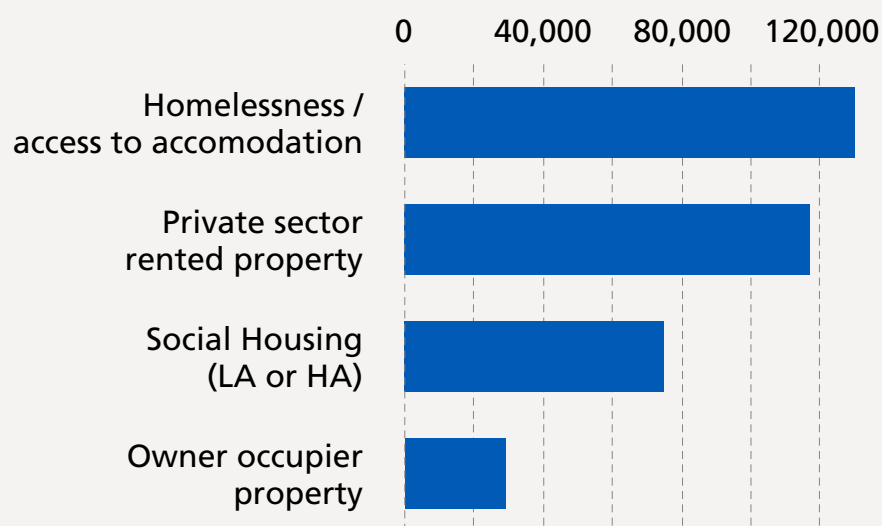 0 40,000 80,000 120,000
Homelessness /
access to accomodation
Private sector
rented property
Social Housing
(LA or HA)
Owner occupier
property